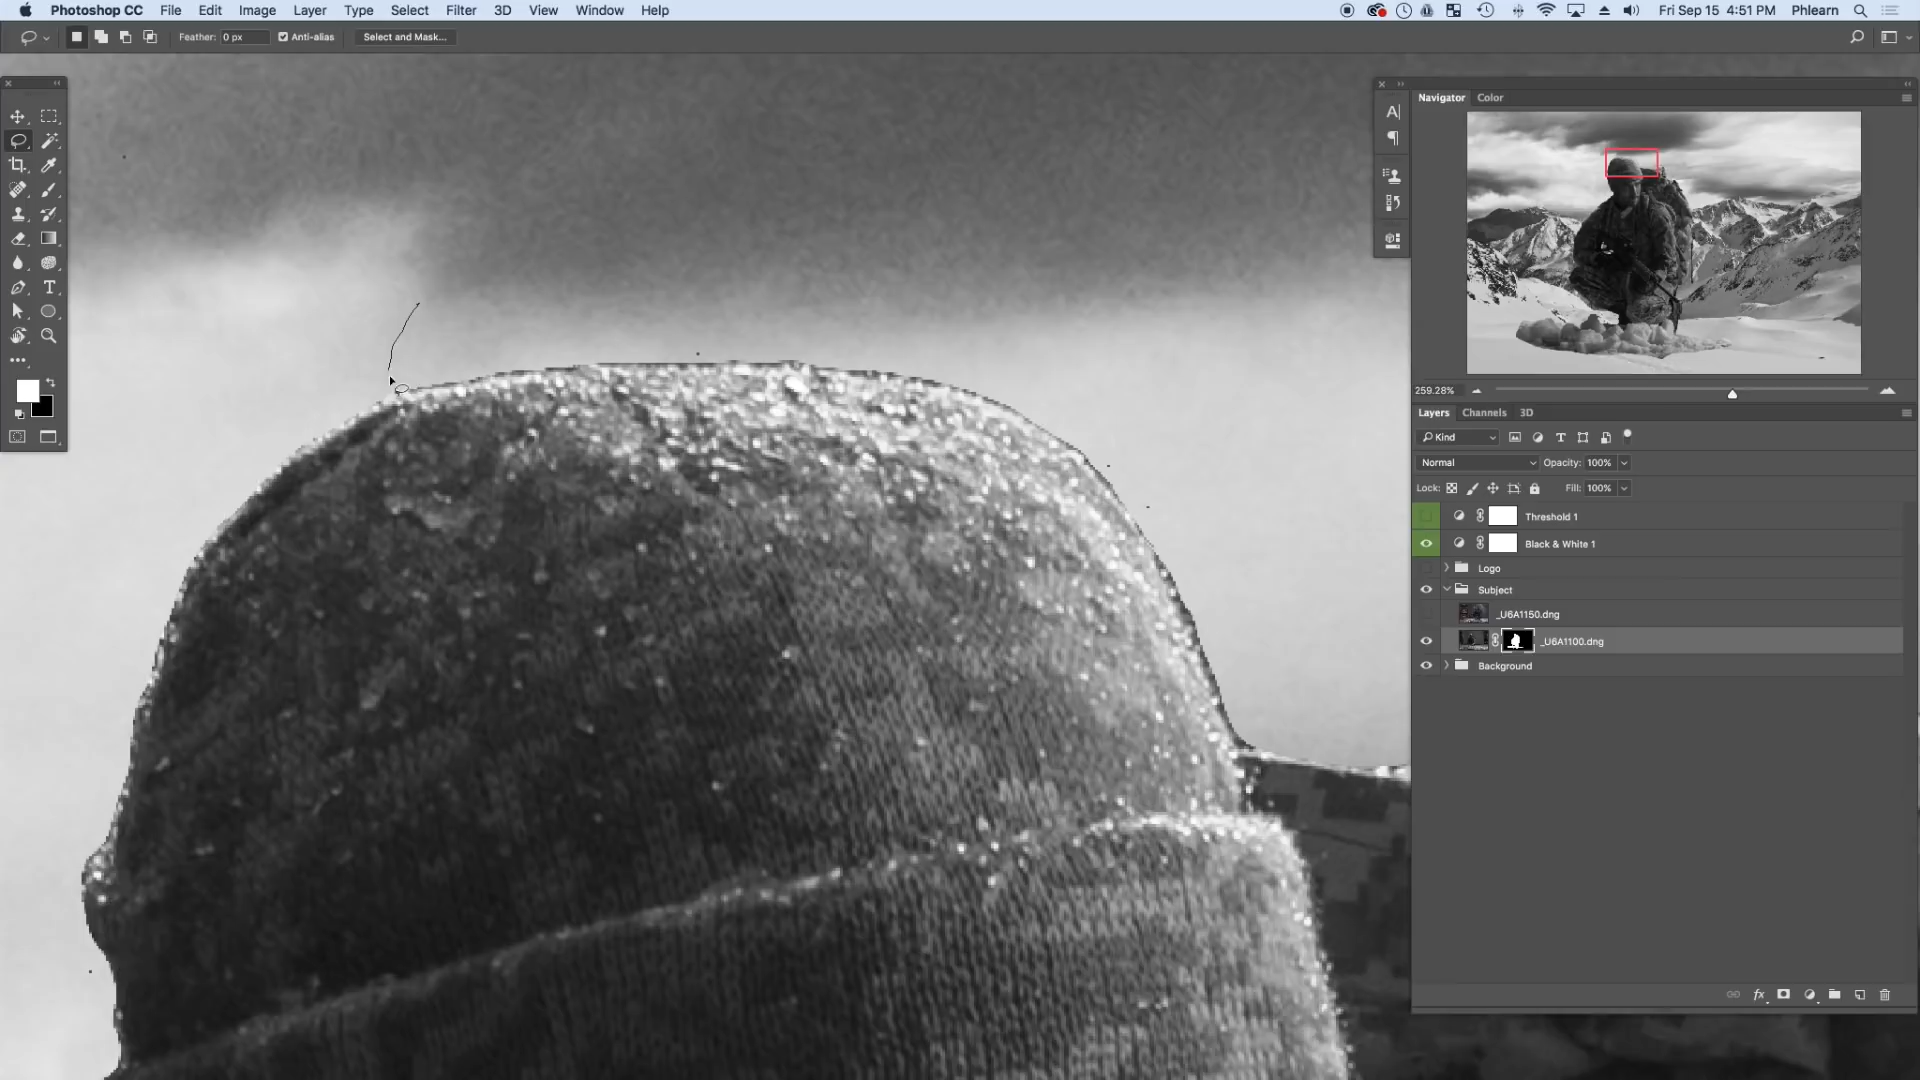 Photoshop CC File Edit Image Layer Type Select Filter 3D View Window Help Fri Sep 15 4:51 PM Phlearn
Feather: 0 px Anti-alias Select and Mask...
Navigator Color
259.28%
Layers Channels 3D
Kind
Normal Opacity: 100%
Lock: Fill: 100%
Threshold 1
Black & White 1
Logo
Subject
_U6A1150.dng
_U6A1100.dng
Background
fx